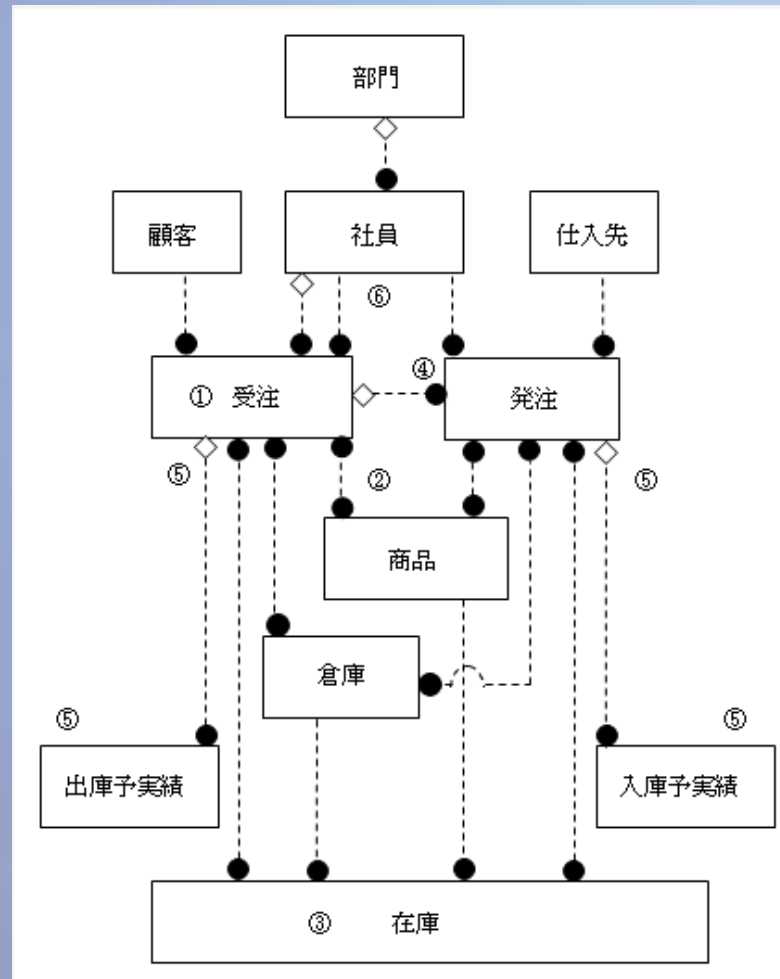 部門
顧客
社員
仕入先
⑥
① 受注
④
発注
⑤
②
⑤
商品
倉庫
⑤
⑤
出庫予実績
入庫予実績
③ 在庫